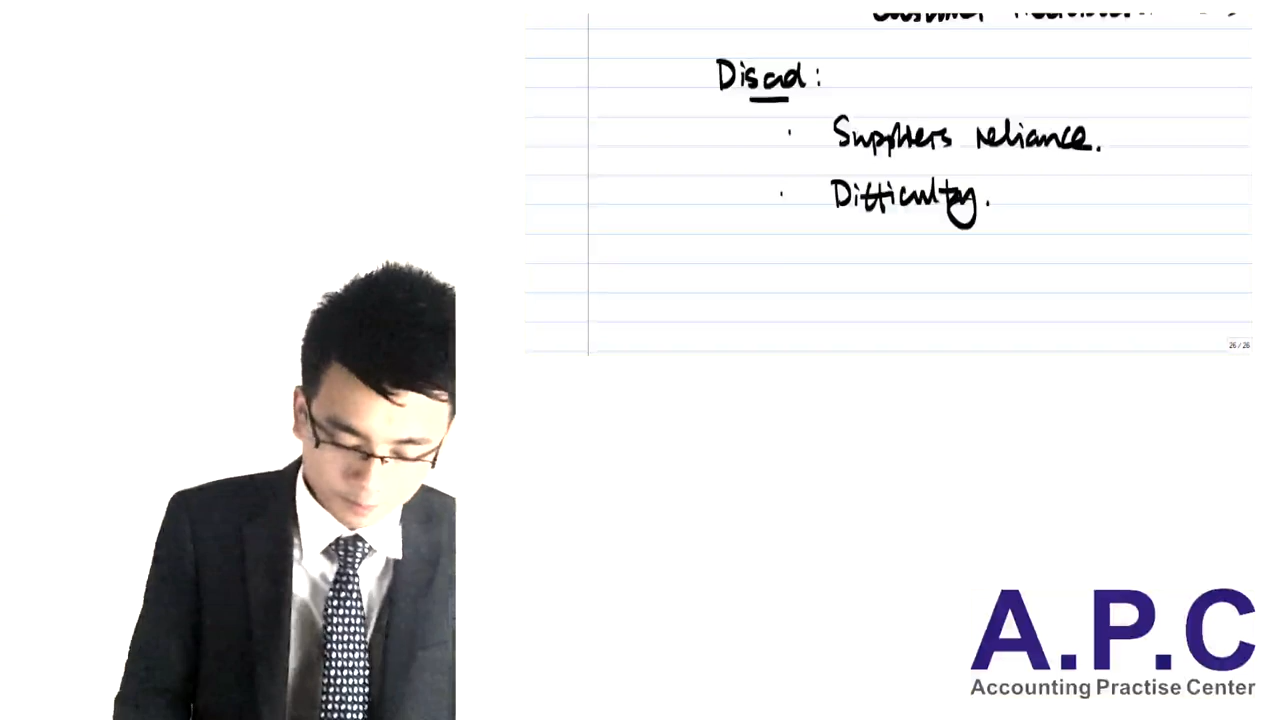 Disad:
· Suppliers reliance.
· Difficulty.
26 / 26
A.P.C
Accounting Practise Center